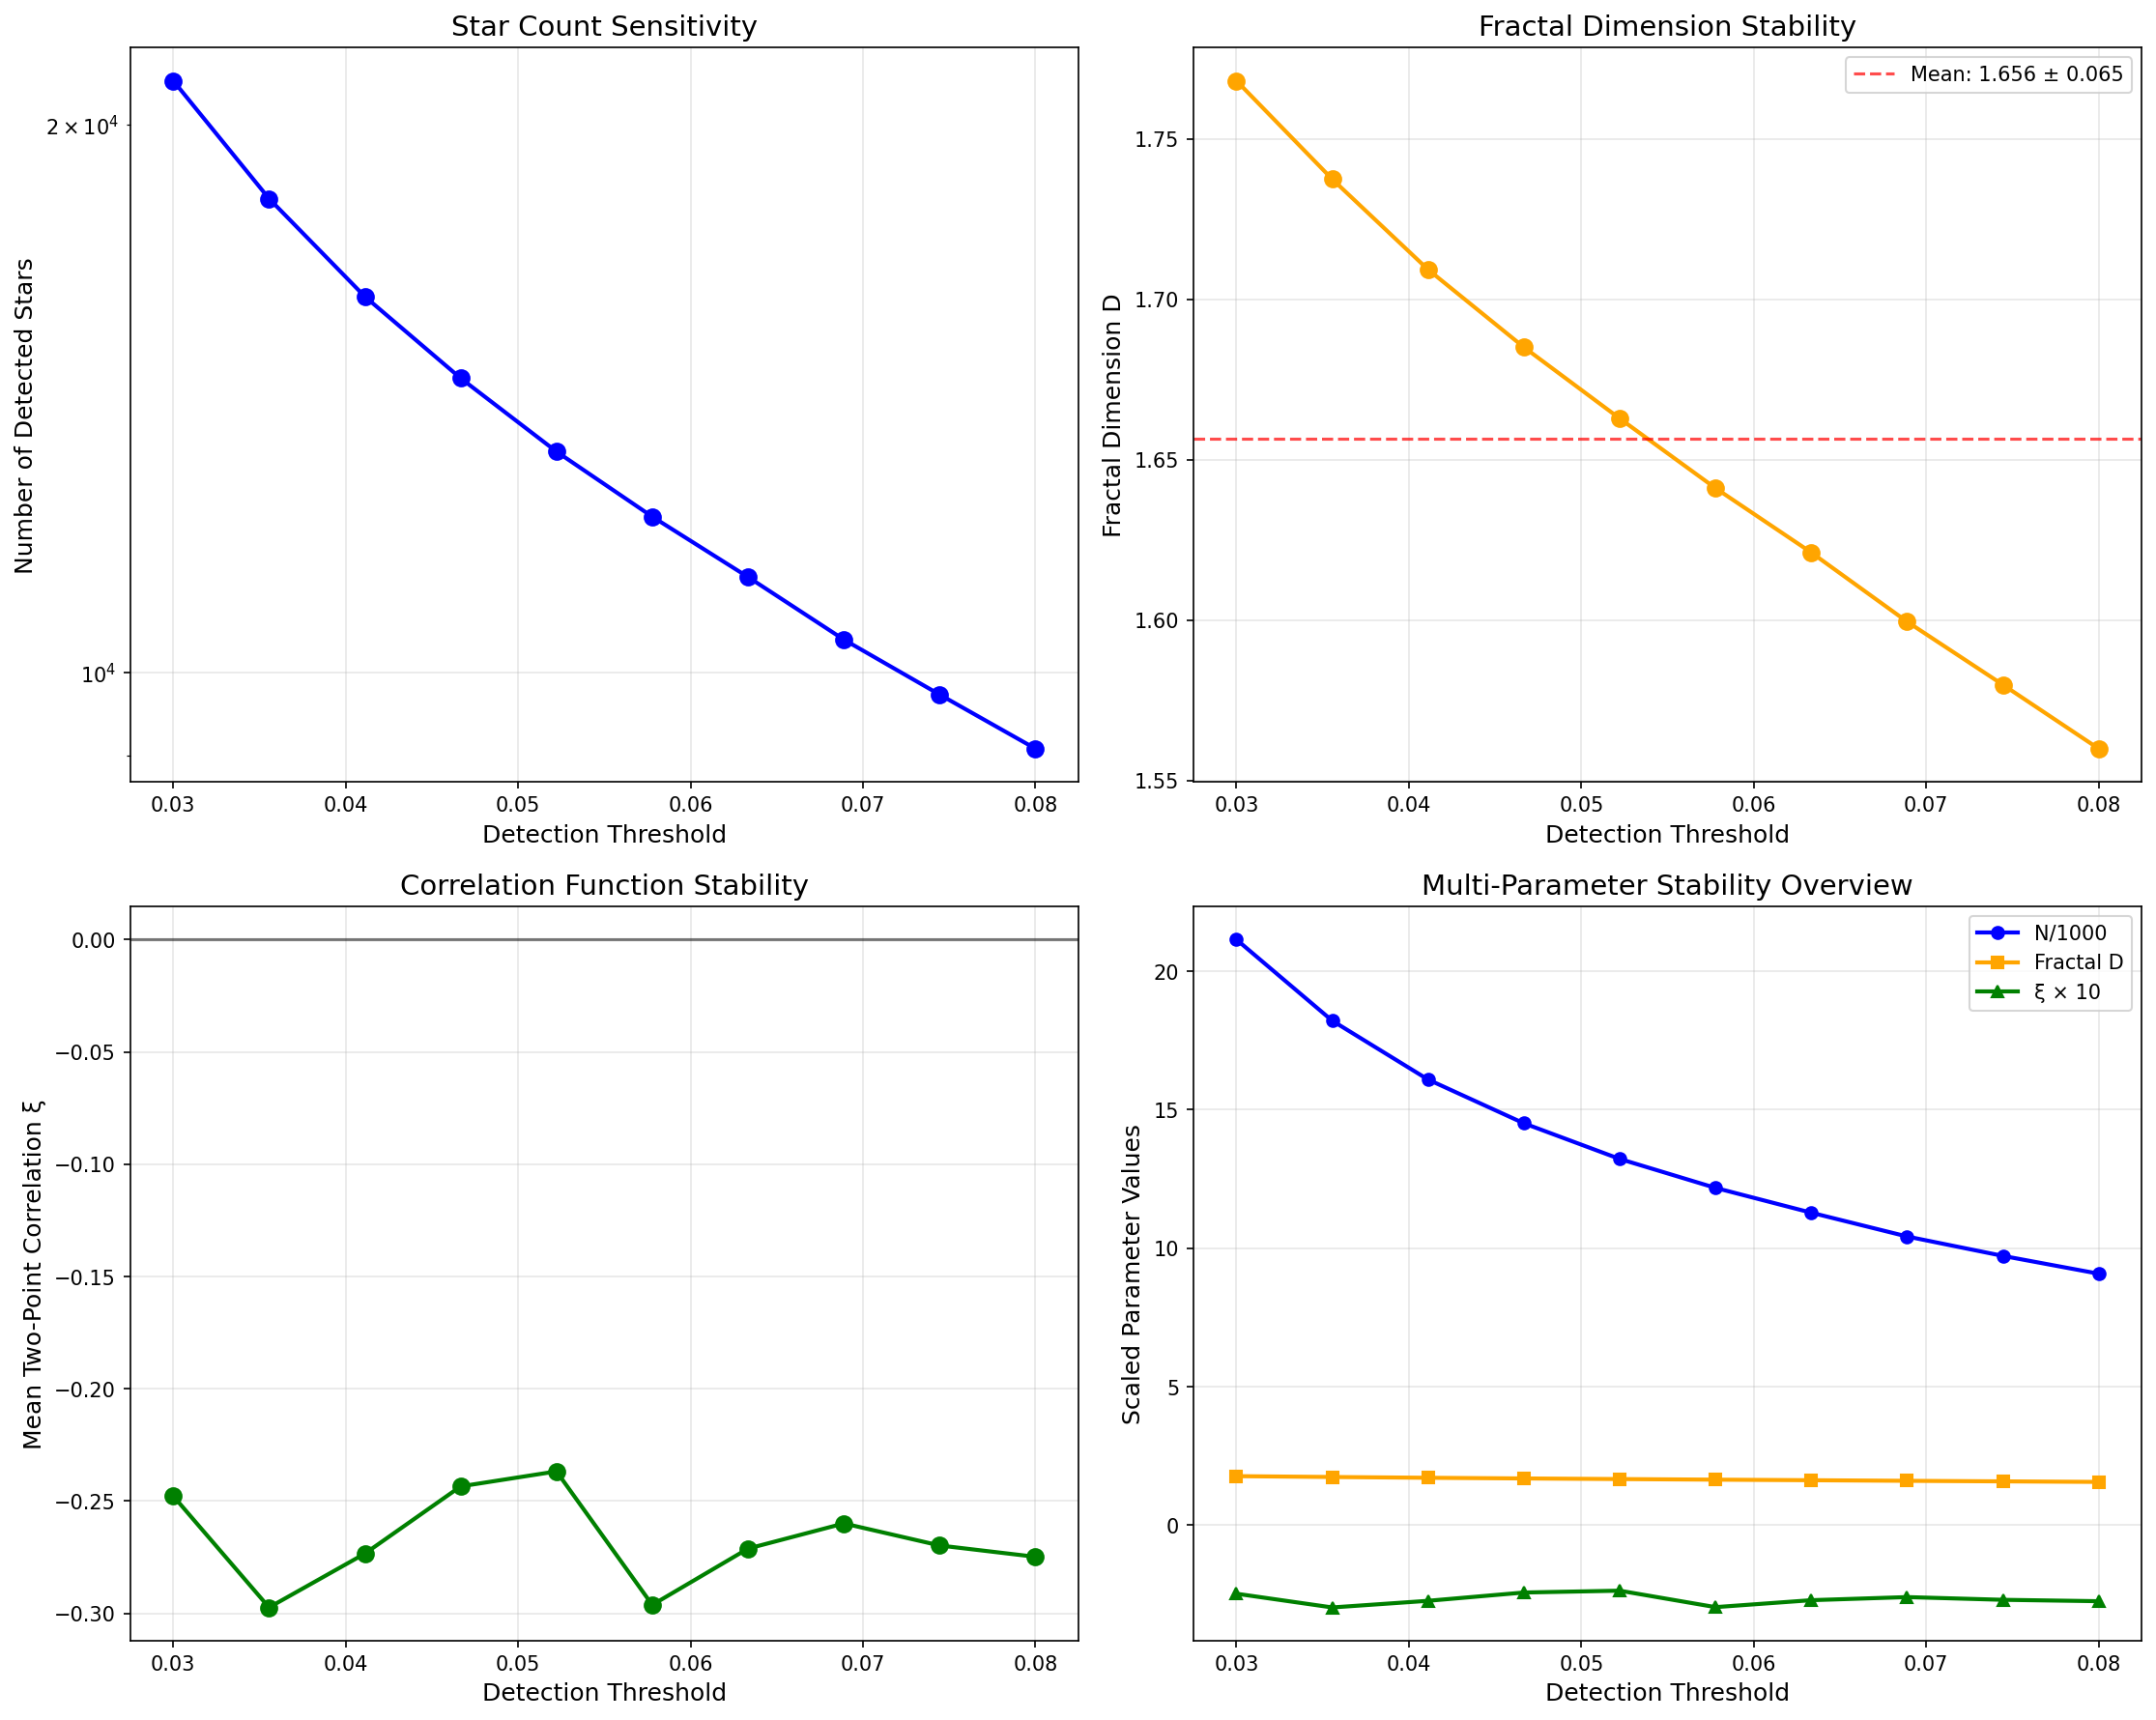 Star Count Sensitivity
Number of Detected Stars
2 × 10⁴
10⁴
0.03 0.04 0.05 0.06 0.07 0.08
Detection Threshold
Fractal Dimension Stability
Mean: 1.656 ± 0.065
Fractal Dimension D
1.75
1.70
1.65
1.60
1.55
0.03 0.04 0.05 0.06 0.07 0.08
Detection Threshold
Correlation Function Stability
Mean Two-Point Correlation ξ
0.00
−0.05
−0.10
−0.15
−0.20
−0.25
−0.30
0.03 0.04 0.05 0.06 0.07 0.08
Detection Threshold
Multi-Parameter Stability Overview
N/1000
Fractal D
ξ × 10
Scaled Parameter Values
20
15
10
5
0
0.03 0.04 0.05 0.06 0.07 0.08
Detection Threshold